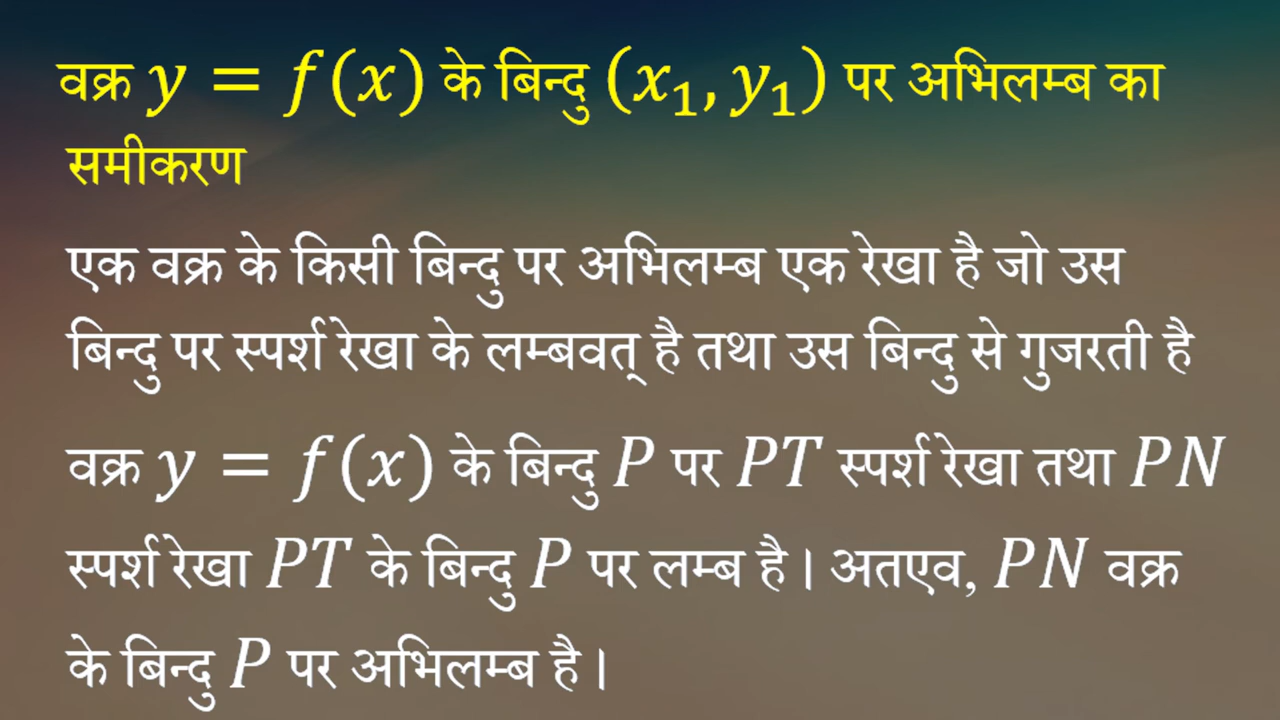 वक्र y = f(x) के बिन्दु (x₁, y₁) पर अभिलम्ब का
समीकरण
एक वक्र के किसी बिन्दु पर अभिलम्ब एक रेखा है जो उस
बिन्दु पर स्पर्श रेखा के लम्बवत् है तथा उस बिन्दु से गुजरती है
वक्र y = f(x) के बिन्दु P पर PT स्पर्श रेखा तथा PN
स्पर्श रेखा PT के बिन्दु P पर लम्ब है। अतएव, PN वक्र
के बिन्दु P पर अभिलम्ब है।